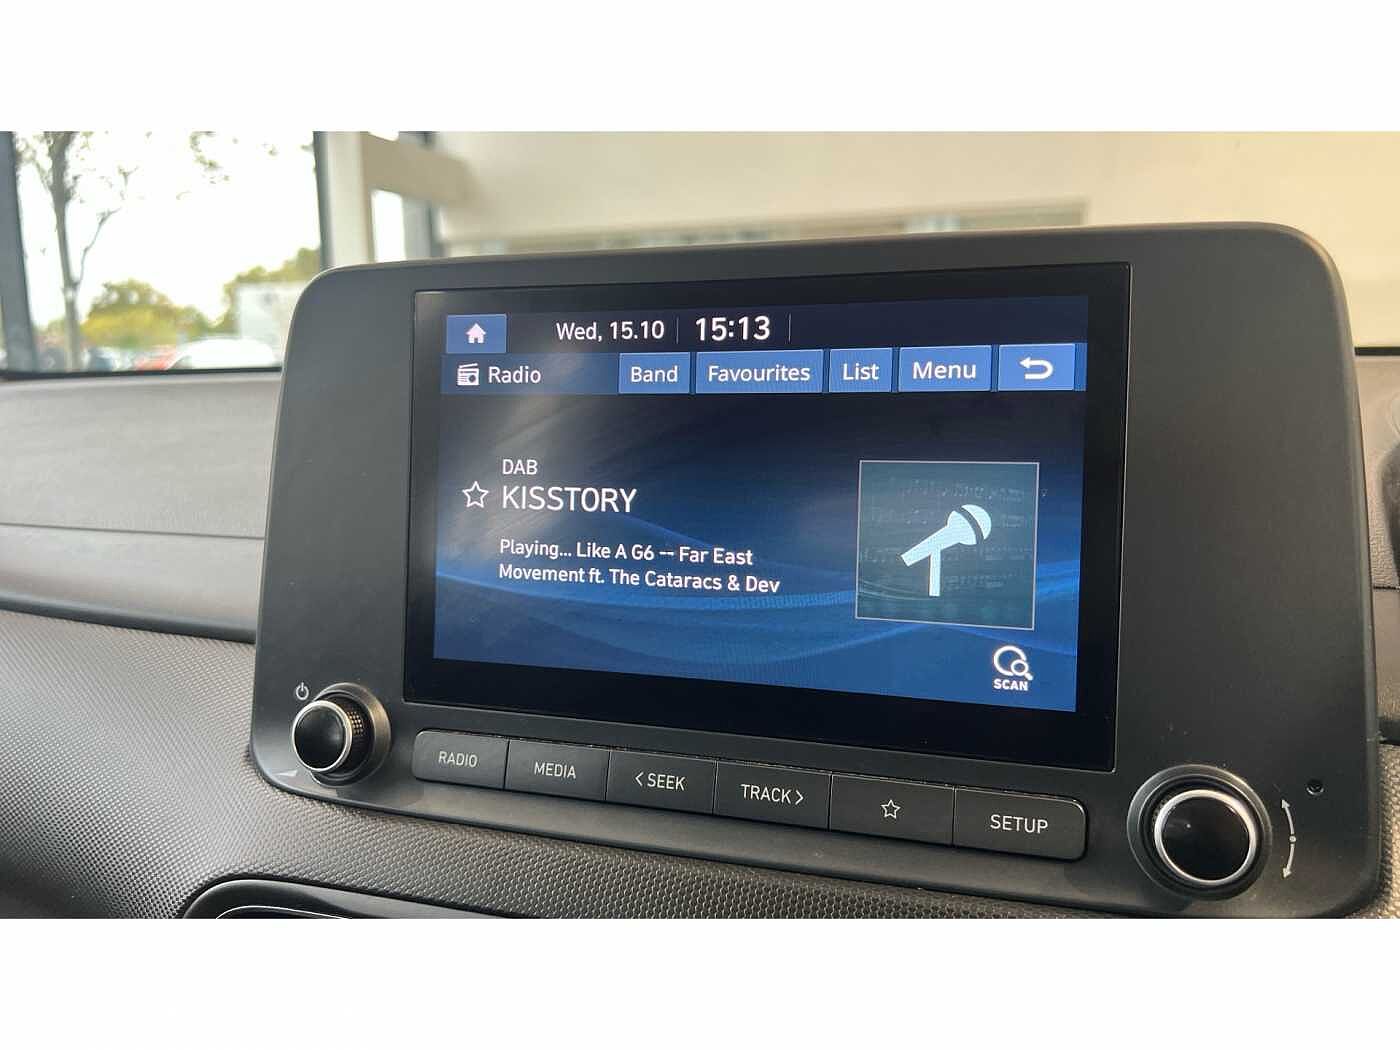 Wed, 15.10
15:13
Radio
Band
Favourites
List
Menu
DAB
KISSTORY
Playing... Like A G6 -- Far East
Movement ft. The Cataracs & Dev
SCAN
RADIO
MEDIA
< SEEK
TRACK >
SETUP